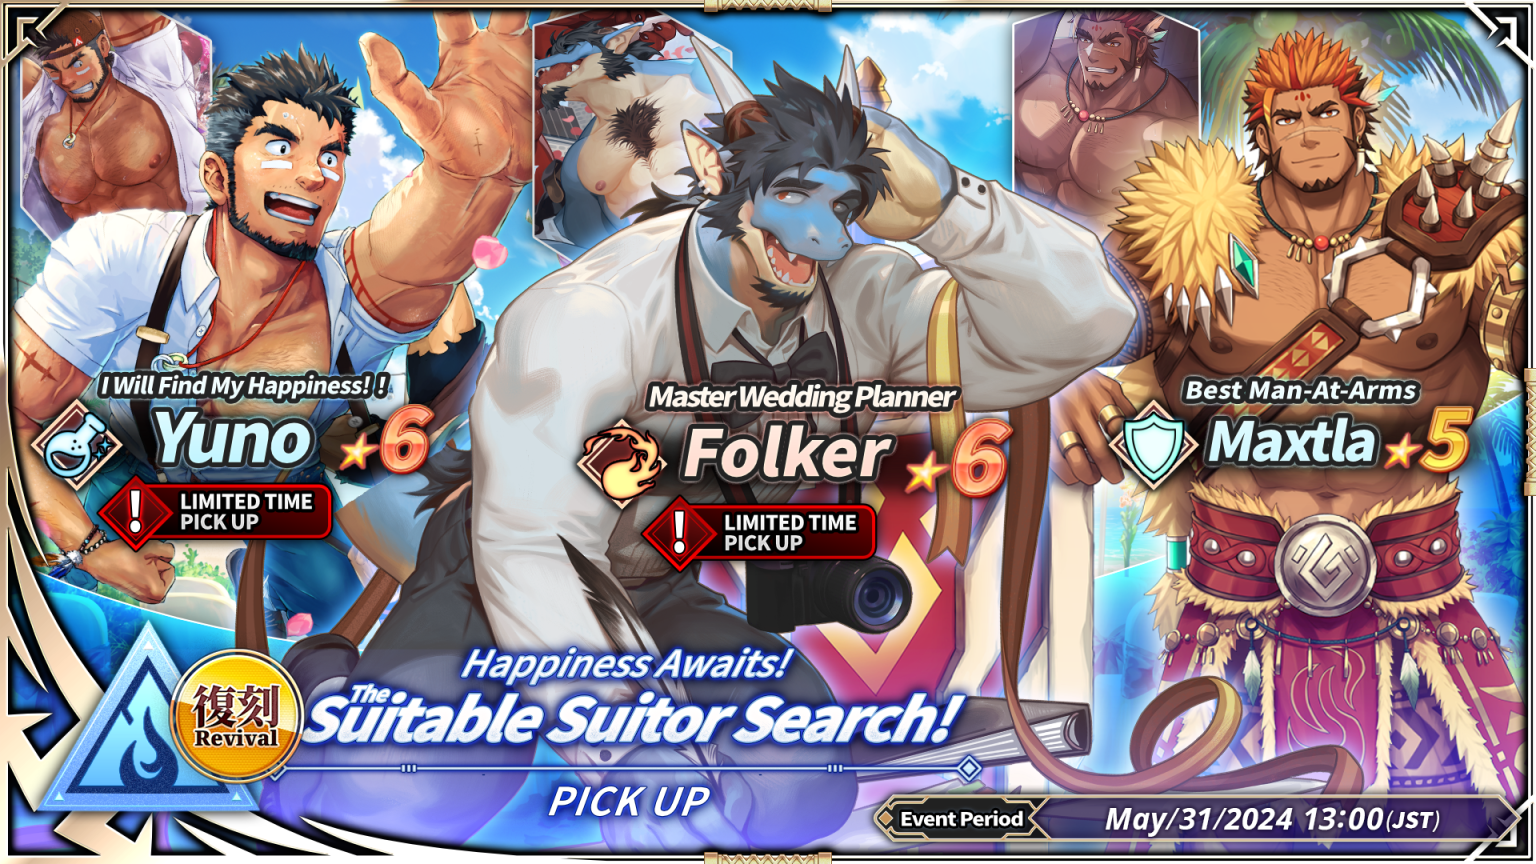 I Will Find My Happiness! !
Yuno 6
LIMITED TIME
PICK UP
Master Wedding Planner
Folker 6
LIMITED TIME
PICK UP
Best Man-At-Arms
Maxtla 5
復刻
Revival
Happiness Awaits!
The Suitable Suitor Search!
PICK UP
Event Period
May/31/2024 13:00(JST)